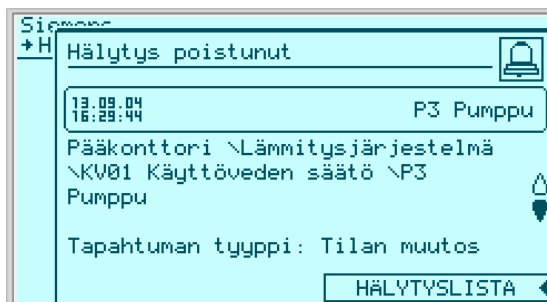 Siemens
H
Hälytys poistunut
13.09.04
16:29:44
P3 Pumppu
Pääkonttori \Lämmitysjärjestelmä
\KV01 Käyttöveden säätö \P3
Pumppu
Tapahtuman tyyppi: Tilan muutos
HÄLYTYSLISTA